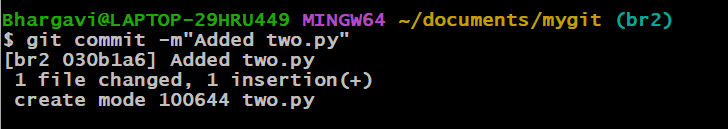 Bhargavi@LAPTOP-29HRU449 MINGW64 ~/documents/mygit (br2)
$ git commit -m"Added two.py"
[br2 030b1a6] Added two.py
 1 file changed, 1 insertion(+)
 create mode 100644 two.py